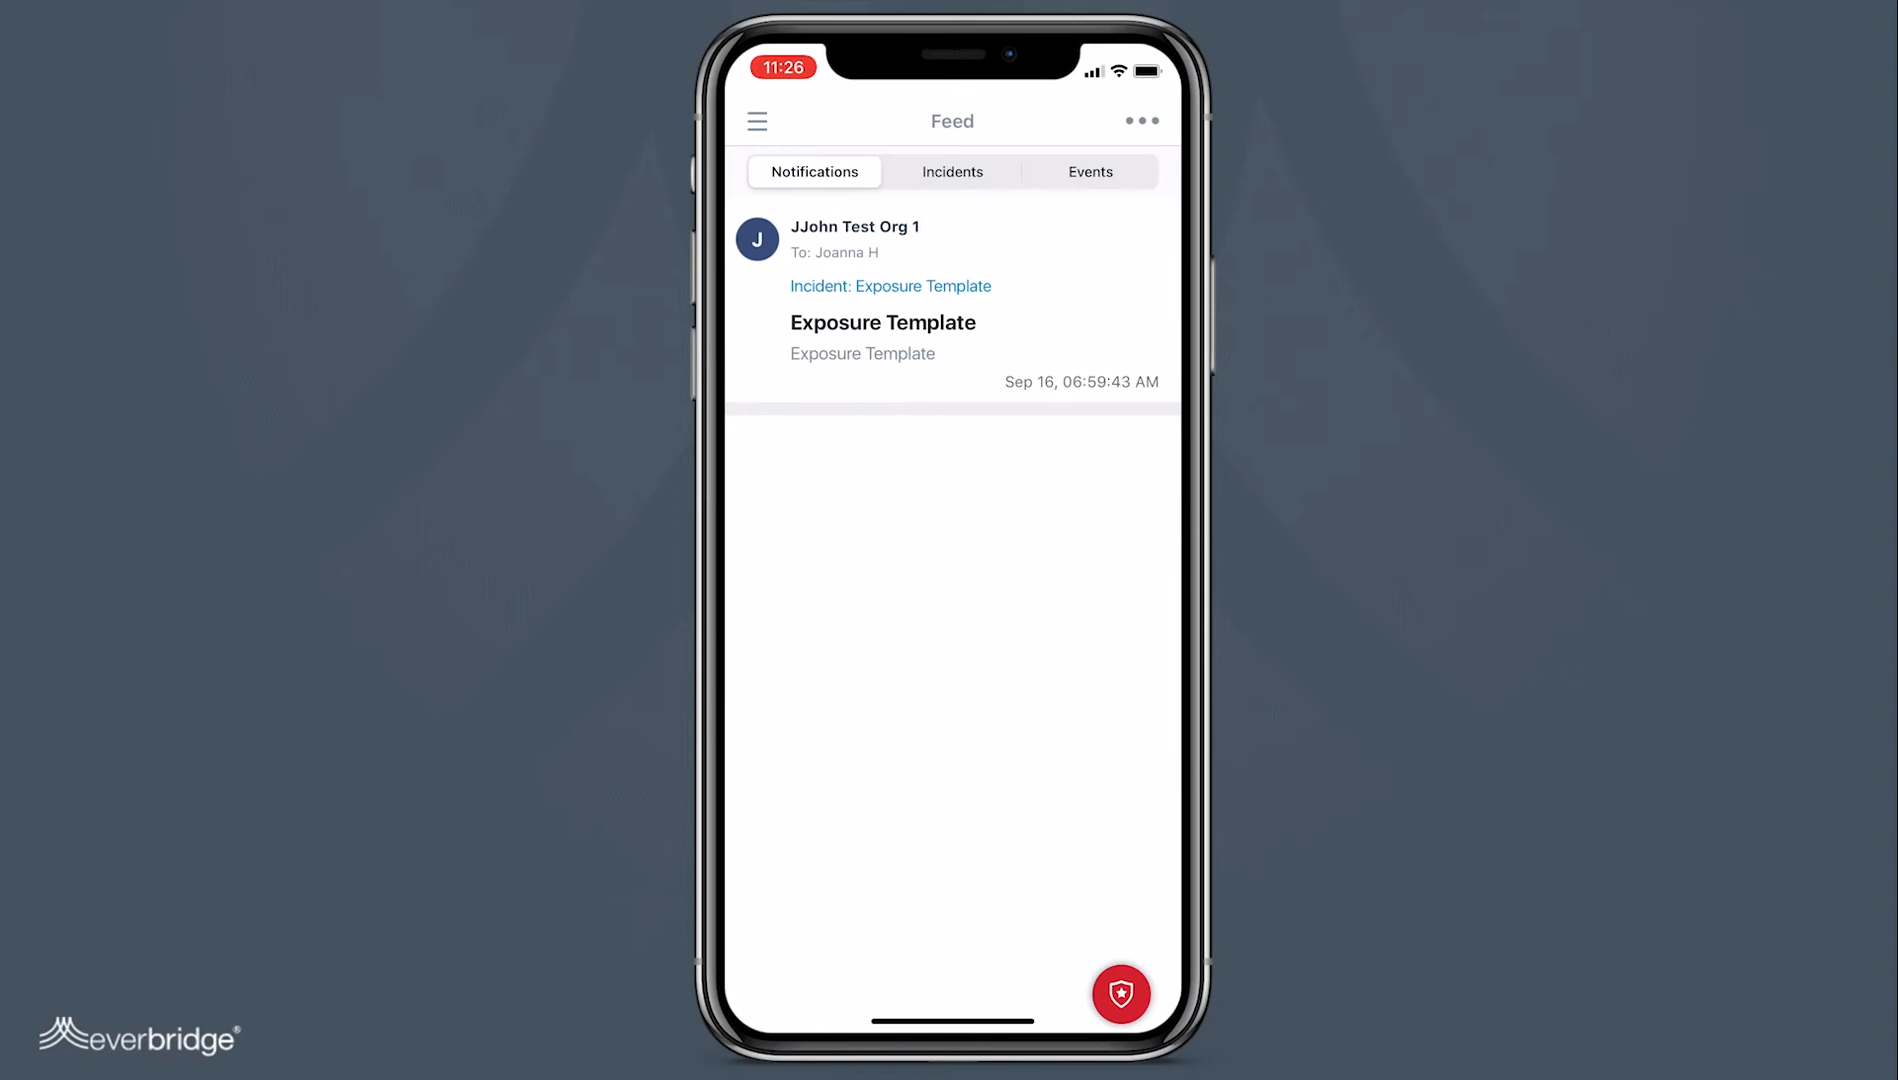 11:26
Feed
Notifications Incidents Events
J
JJohn Test Org 1
To: Joanna H
Incident: Exposure Template
Exposure Template
Exposure Template
Sep 16, 06:59:43 AM
everbridge®